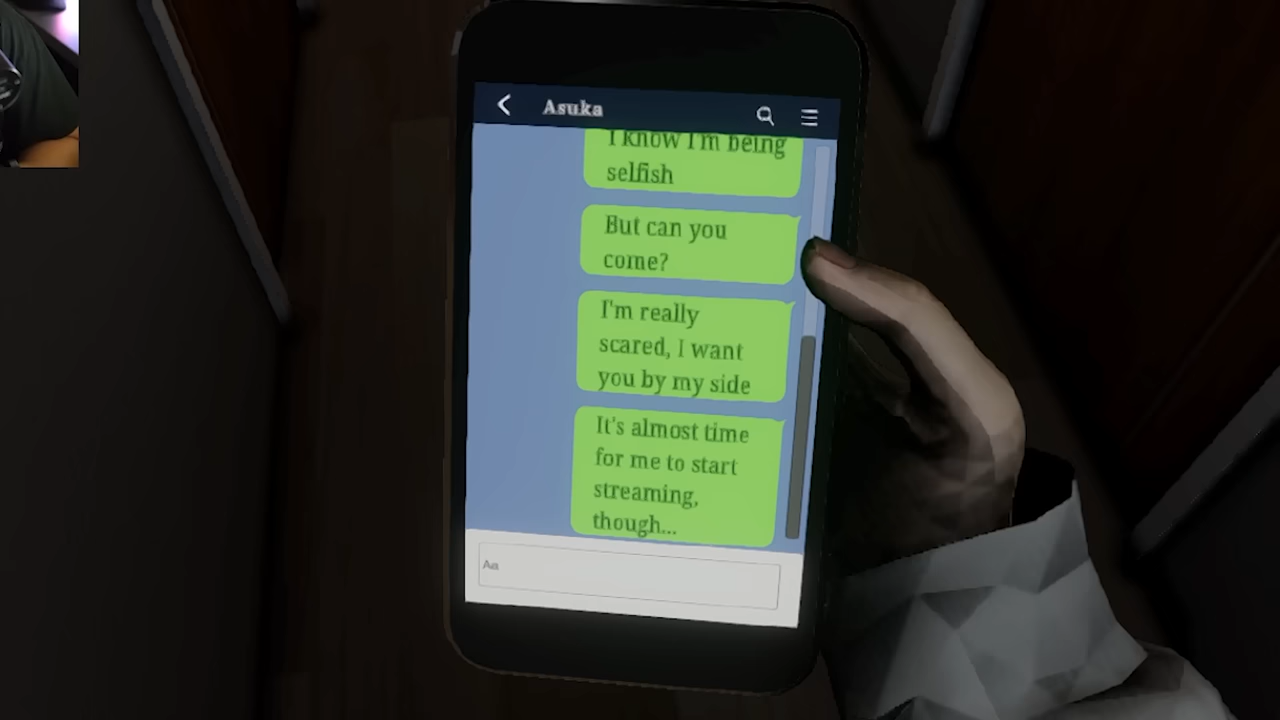 Asuka
I know I'm being
selfish
But can you
come?
I'm really
scared, I want
you by my side
It's almost time
for me to start
streaming,
though...
Aa